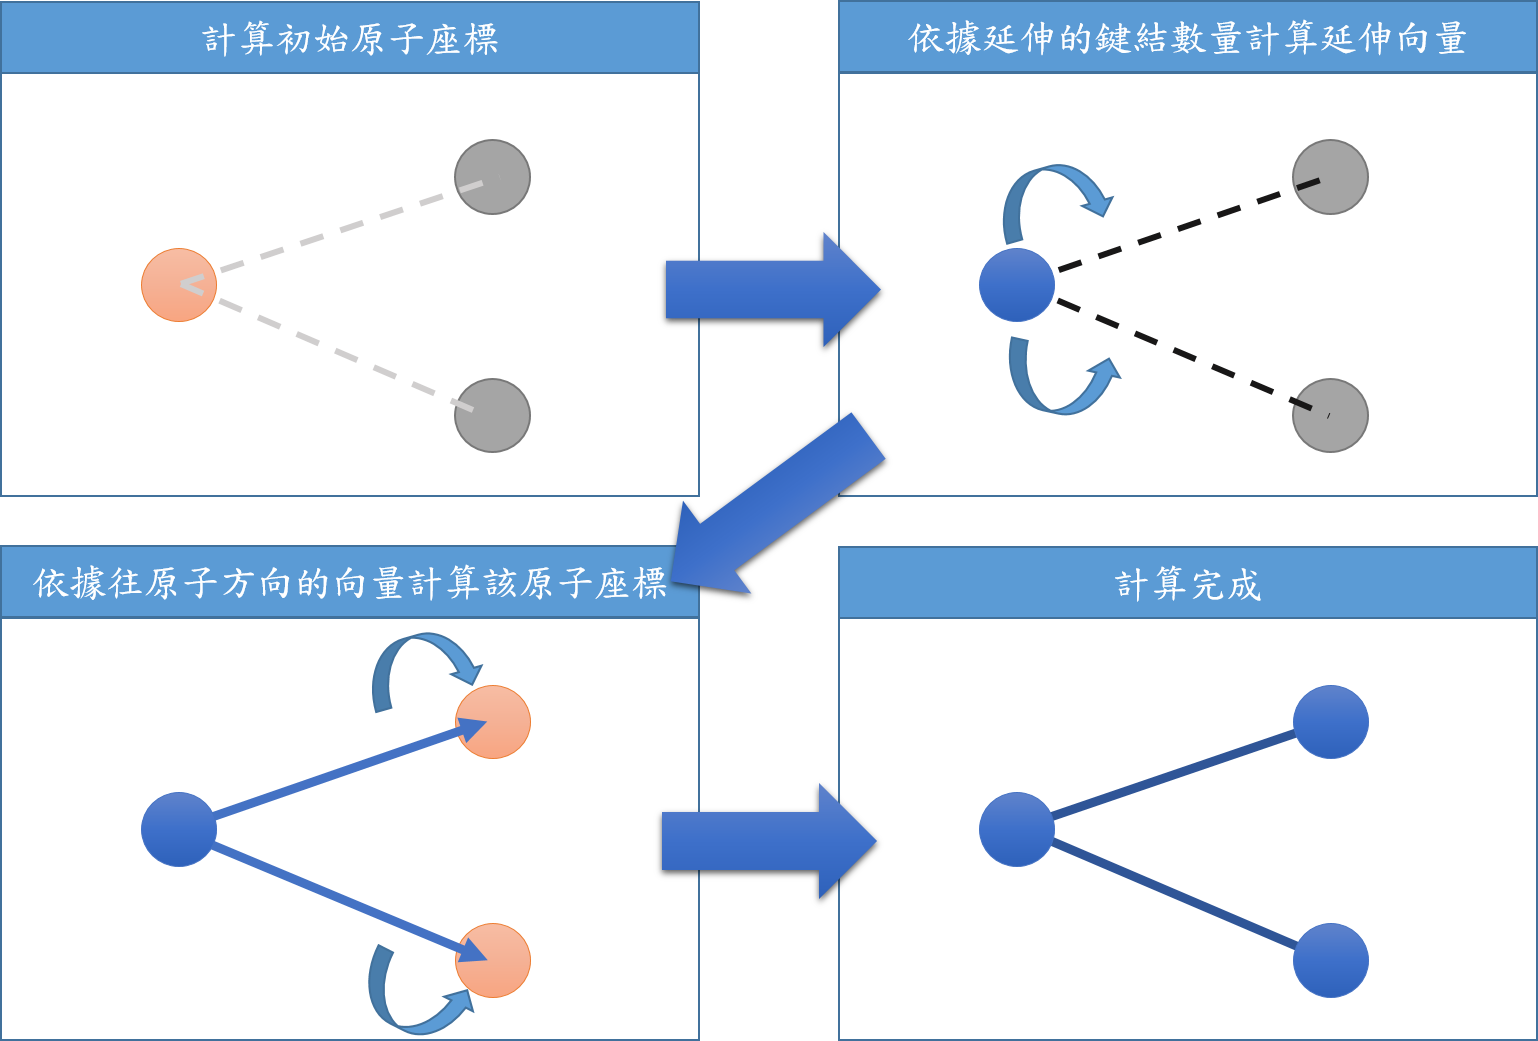 計算初始原子座標
依據延伸的鍵結數量計算延伸向量
依據往原子方向的向量計算該原子座標
計算完成